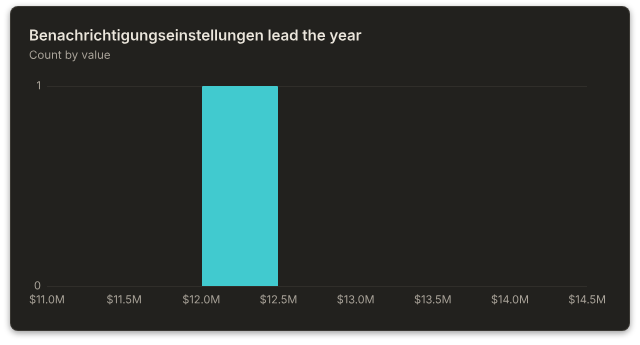 Benachrichtigungseinstellungen lead the year
Count by value
1
0
$11.0M $11.5M $12.0M $12.5M $13.0M $13.5M $14.0M $14.5M